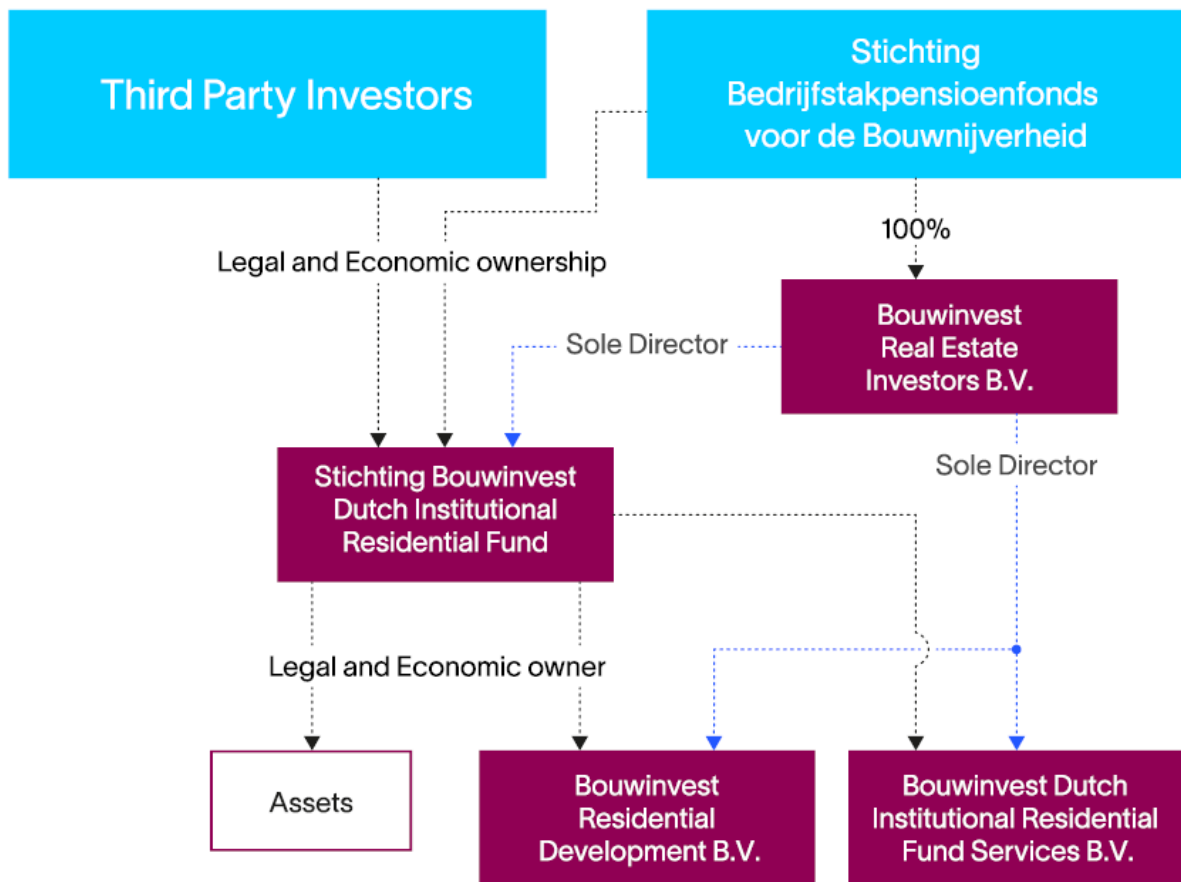 Third Party Investors
Stichting
Bedrijfstakpensioenfonds
voor de Bouwnijverheid
100%
Legal and Economic ownership
Bouwinvest
Real Estate
Investors B.V.
Sole Director
Sole Director
Stichting Bouwinvest
Dutch Institutional
Residential Fund
Legal and Economic owner
Assets
Bouwinvest
Residential
Development B.V.
Bouwinvest Dutch
Institutional Residential
Fund Services B.V.